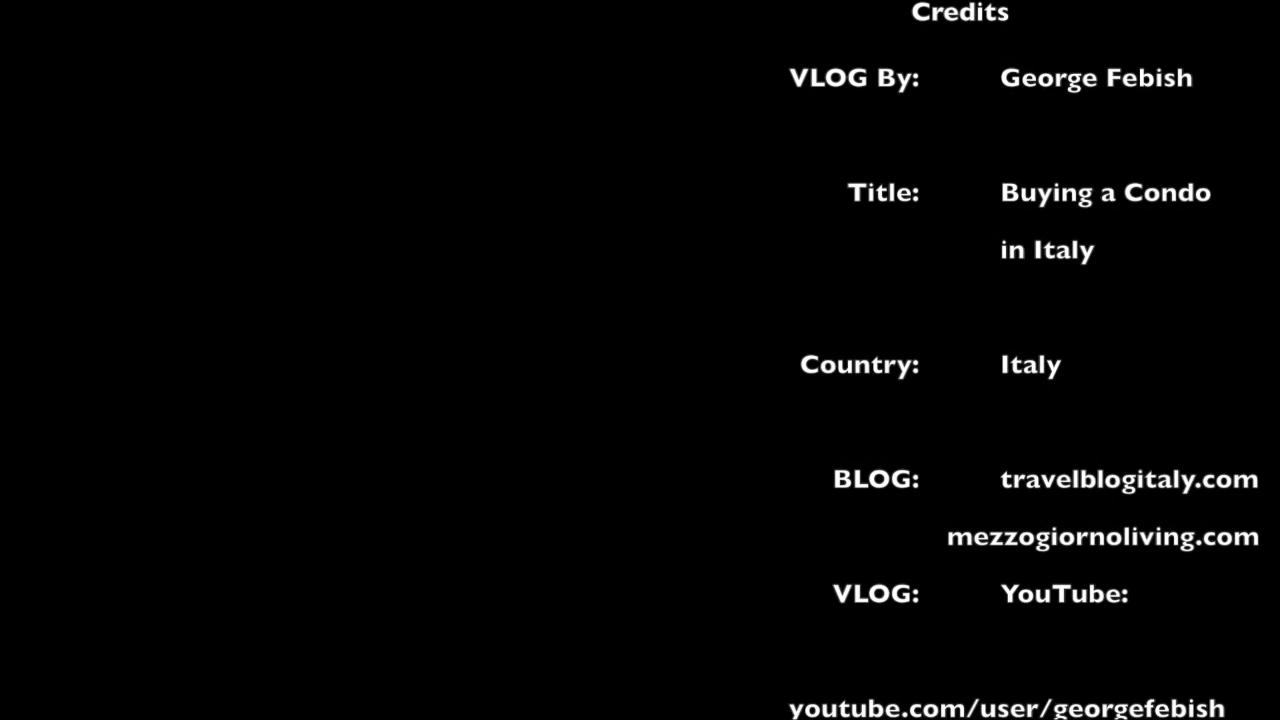 Credits
VLOG By: George Febish
Title: Buying a Condo
in Italy
Country: Italy
BLOG: travelblogitaly.com
mezzogiornoliving.com
VLOG: YouTube:
youtube.com/user/georgefebish